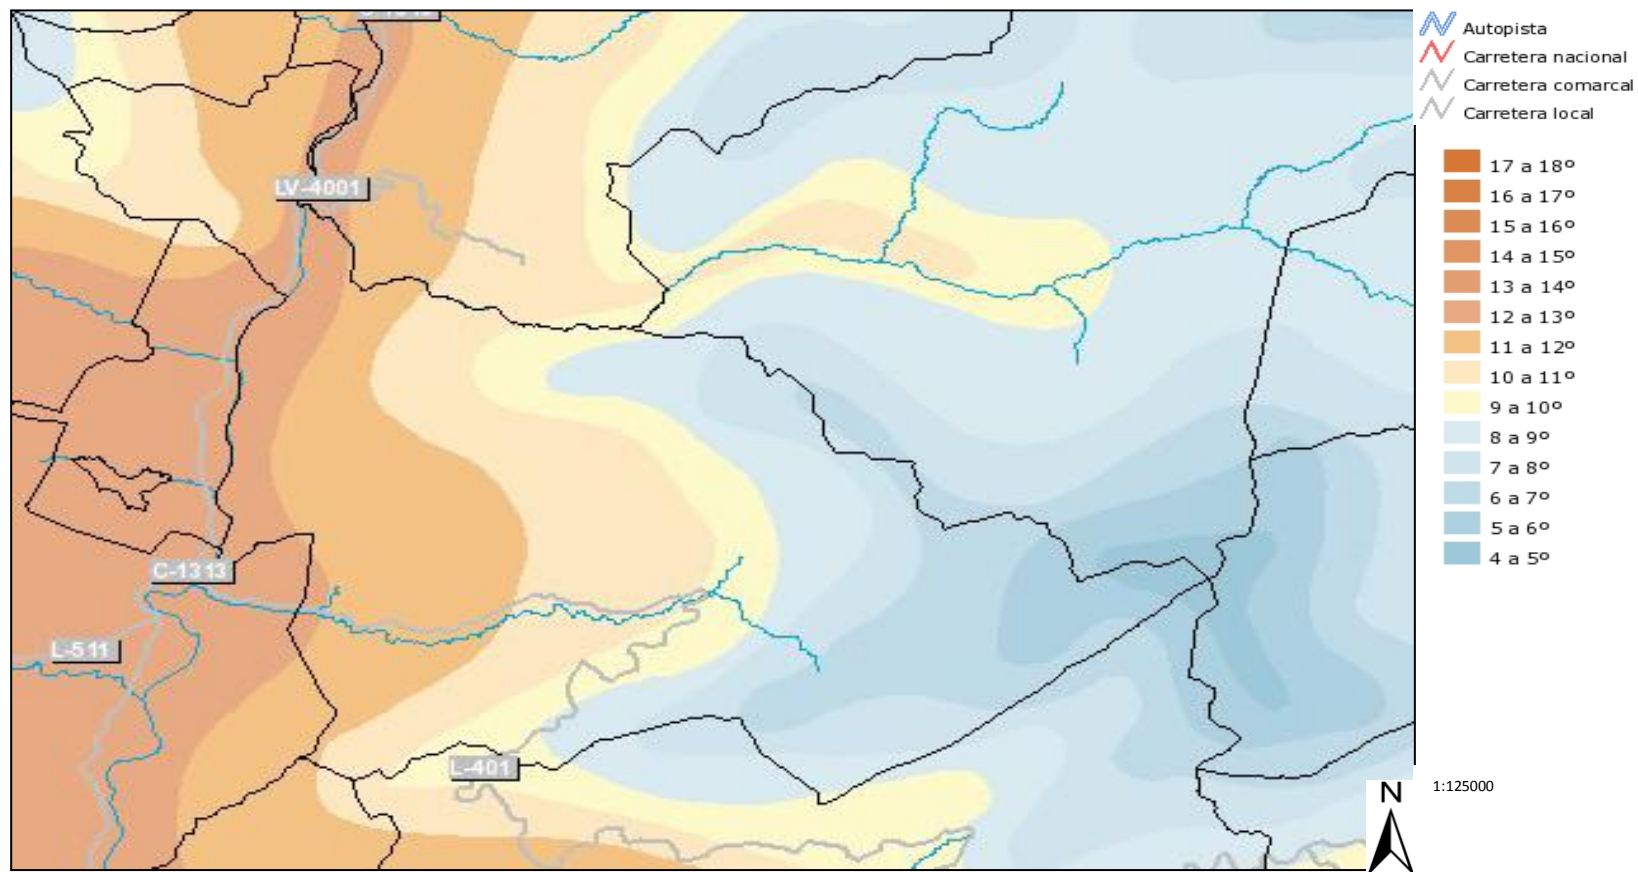 Autopista
Carretera nacional
Carretera comarcal
Carretera local
LV-4001
17 a 18º
16 a 17º
15 a 16º
14 a 15º
13 a 14º
12 a 13º
11 a 12º
10 a 11º
9 a 10º
8 a 9º
7 a 8º
6 a 7º
5 a 6º
4 a 5º
C-1313
L-511
L-401
N
1:125000